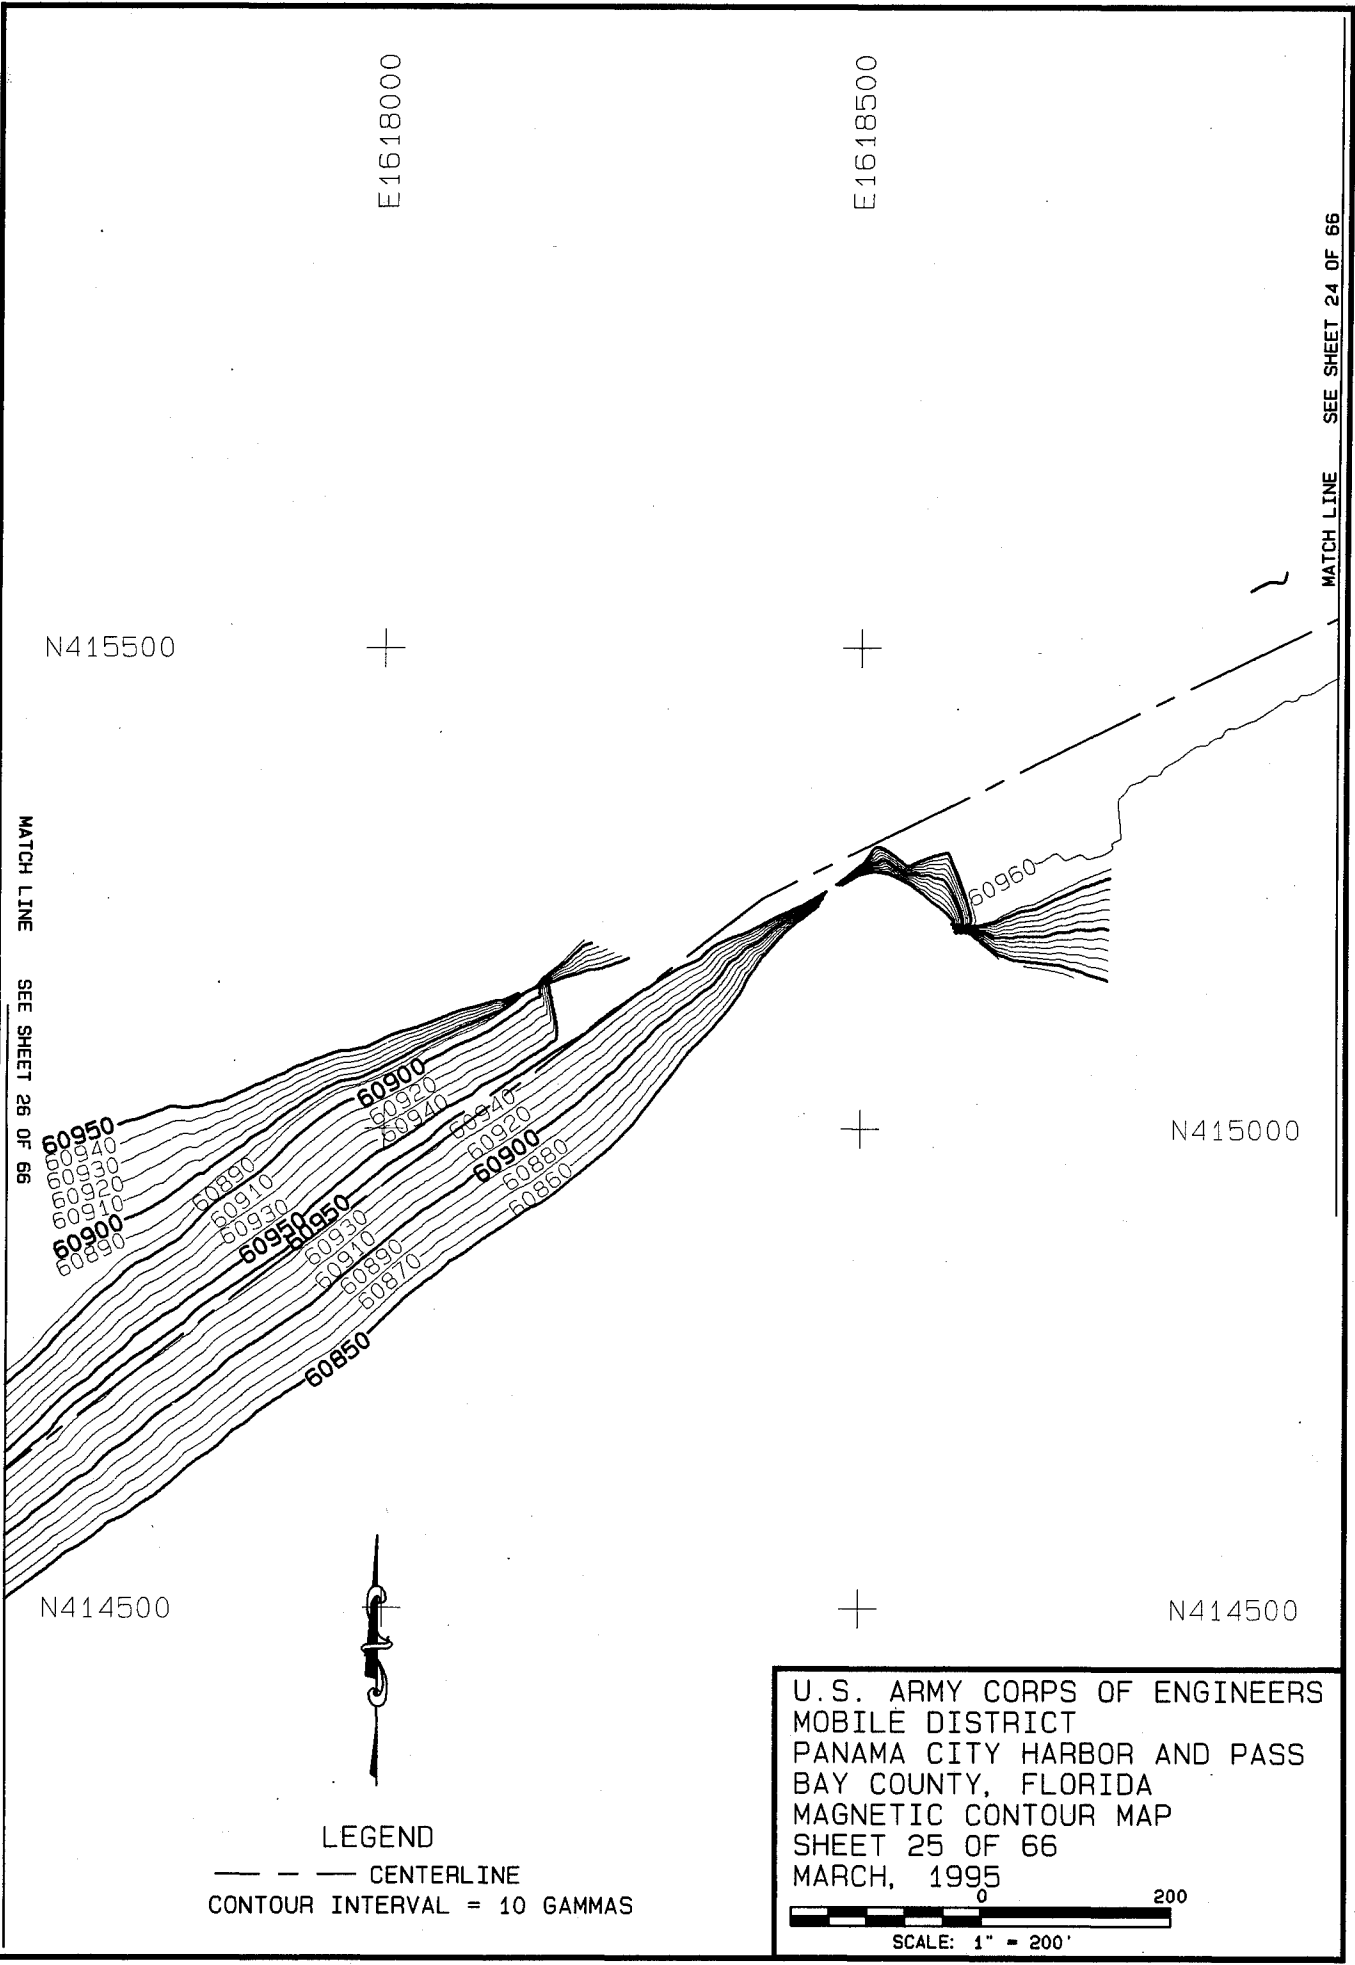 E1618000
E1618500
MATCH LINE SEE SHEET 24 OF 66
N415500
MATCH LINE SEE SHEET 26 OF 66
60960
60950
60940
60930
60920
60910
60900
60890
60900
60920
60940
60890
60910
60930
60950
60940
60920
60900
60880
60860
60950
60930
60910
60890
60870
60850
N415000
N414500
N414500
LEGEND
CENTERLINE
CONTOUR INTERVAL = 10 GAMMAS
U.S. ARMY CORPS OF ENGINEERS
MOBILE DISTRICT
PANAMA CITY HARBOR AND PASS
BAY COUNTY, FLORIDA
MAGNETIC CONTOUR MAP
SHEET 25 OF 66
MARCH, 1995
0 200
SCALE: 1" = 200'